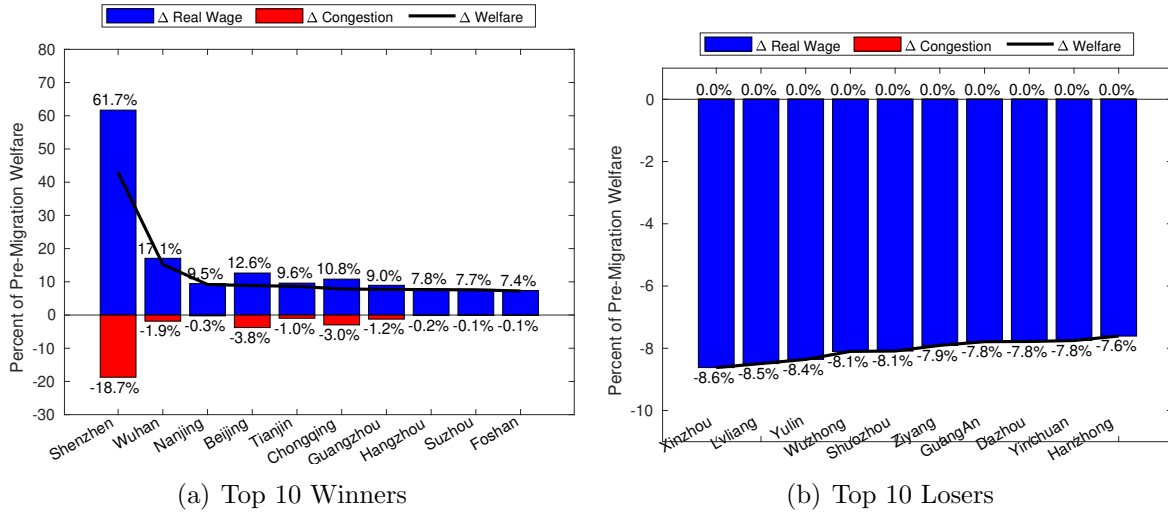 Δ Real Wage Δ Congestion Δ Welfare
80
70
60
50
40
30
20
10
0
-10
-20
-30
Percent of Pre-Migration Welfare
61.7%
17.1%
9.5%
12.6%
9.6%
10.8%
9.0%
7.8%
7.7%
7.4%
-18.7%
-1.9%
-0.3%
-3.8%
-1.0%
-3.0%
-1.2%
-0.2%
-0.1%
-0.1%
Shenzhen
Wuhan
Nanjing
Beijing
Tianjin
Chongqing
Guangzhou
Hangzhou
Suzhou
Foshan
(a) Top 10 Winners
Δ Real Wage Δ Congestion Δ Welfare
0
-2
-4
-6
-8
-10
Percent of Pre-Migration Welfare
0.0%
0.0%
0.0%
0.0%
0.0%
0.0%
0.0%
0.0%
0.0%
0.0%
-8.6%
-8.5%
-8.4%
-8.1%
-8.1%
-7.9%
-7.8%
-7.8%
-7.8%
-7.6%
Xinzhou
Lvliang
Yulin
Wuzhong
Shuozhou
Ziyang
GuangAn
Dazhou
Yinchuan
Hanzhong
(b) Top 10 Losers